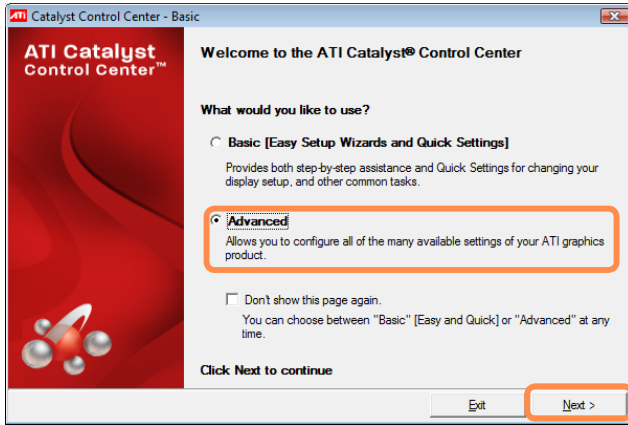 ATI Catalyst Control Center - Basic
ATI Catalyst
Control Center™
Welcome to the ATI Catalyst® Control Center
What would you like to use?
Basic [Easy Setup Wizards and Quick Settings]
Provides both step-by-step assistance and Quick Settings for changing your
display setup, and other common tasks.
Advanced
Allows you to configure all of the many available settings of your ATI graphics
product.
Don't show this page again.
You can choose between "Basic" [Easy and Quick] or "Advanced" at any
time.
Click Next to continue
Exit
Next >